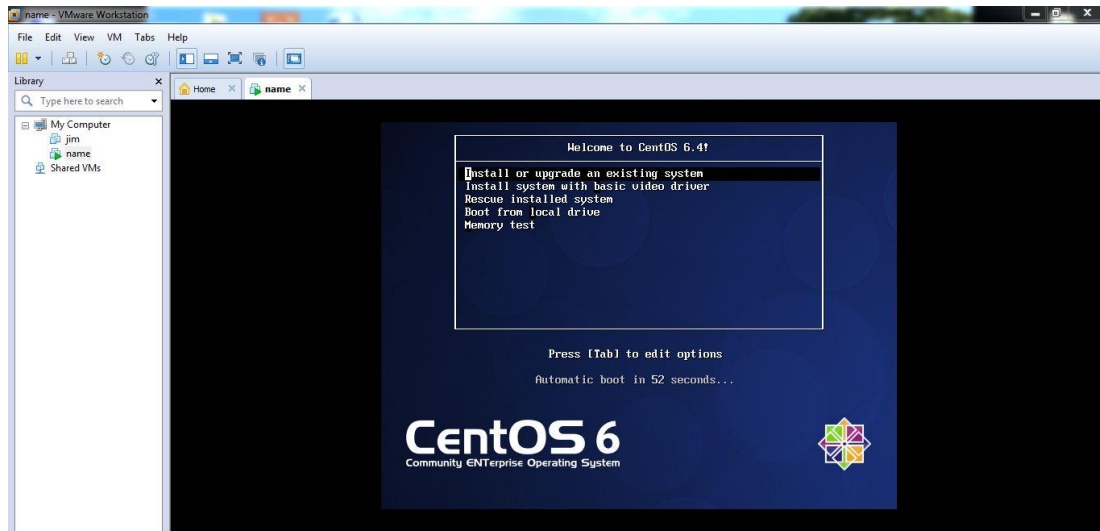 name - VMware Workstation
File Edit View VM Tabs Help
Library x
Home × name ×
Type here to search
My Computer
jim
name
Shared VMs
Welcome to CentOS 6.4!
Install or upgrade an existing system
Install system with basic video driver
Rescue installed system
Boot from local drive
Memory test
Press [Tab] to edit options
Automatic boot in 52 seconds...
CentOS 6
Community ENTerprise Operating System